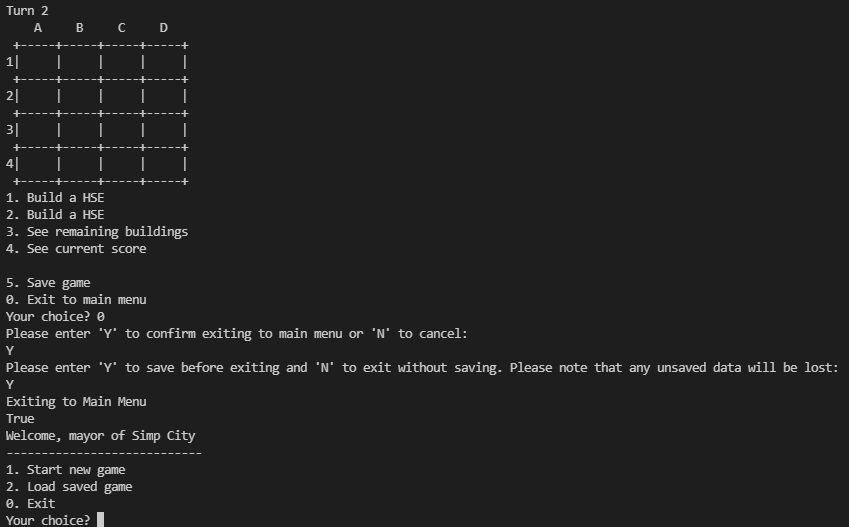 Turn 2
    A     B     C     D
 +-----+-----+-----+-----+
1|     |     |     |     |
 +-----+-----+-----+-----+
2|     |     |     |     |
 +-----+-----+-----+-----+
3|     |     |     |     |
 +-----+-----+-----+-----+
4|     |     |     |     |
 +-----+-----+-----+-----+
1. Build a HSE
2. Build a HSE
3. See remaining buildings
4. See current score

5. Save game
0. Exit to main menu
Your choice? 0
Please enter 'Y' to confirm exiting to main menu or 'N' to cancel:
Y
Please enter 'Y' to save before exiting and 'N' to exit without saving. Please note that any unsaved data will be lost:
Y
Exiting to Main Menu
True
Welcome, mayor of Simp City
----------------------------
1. Start new game
2. Load saved game
0. Exit
Your choice?